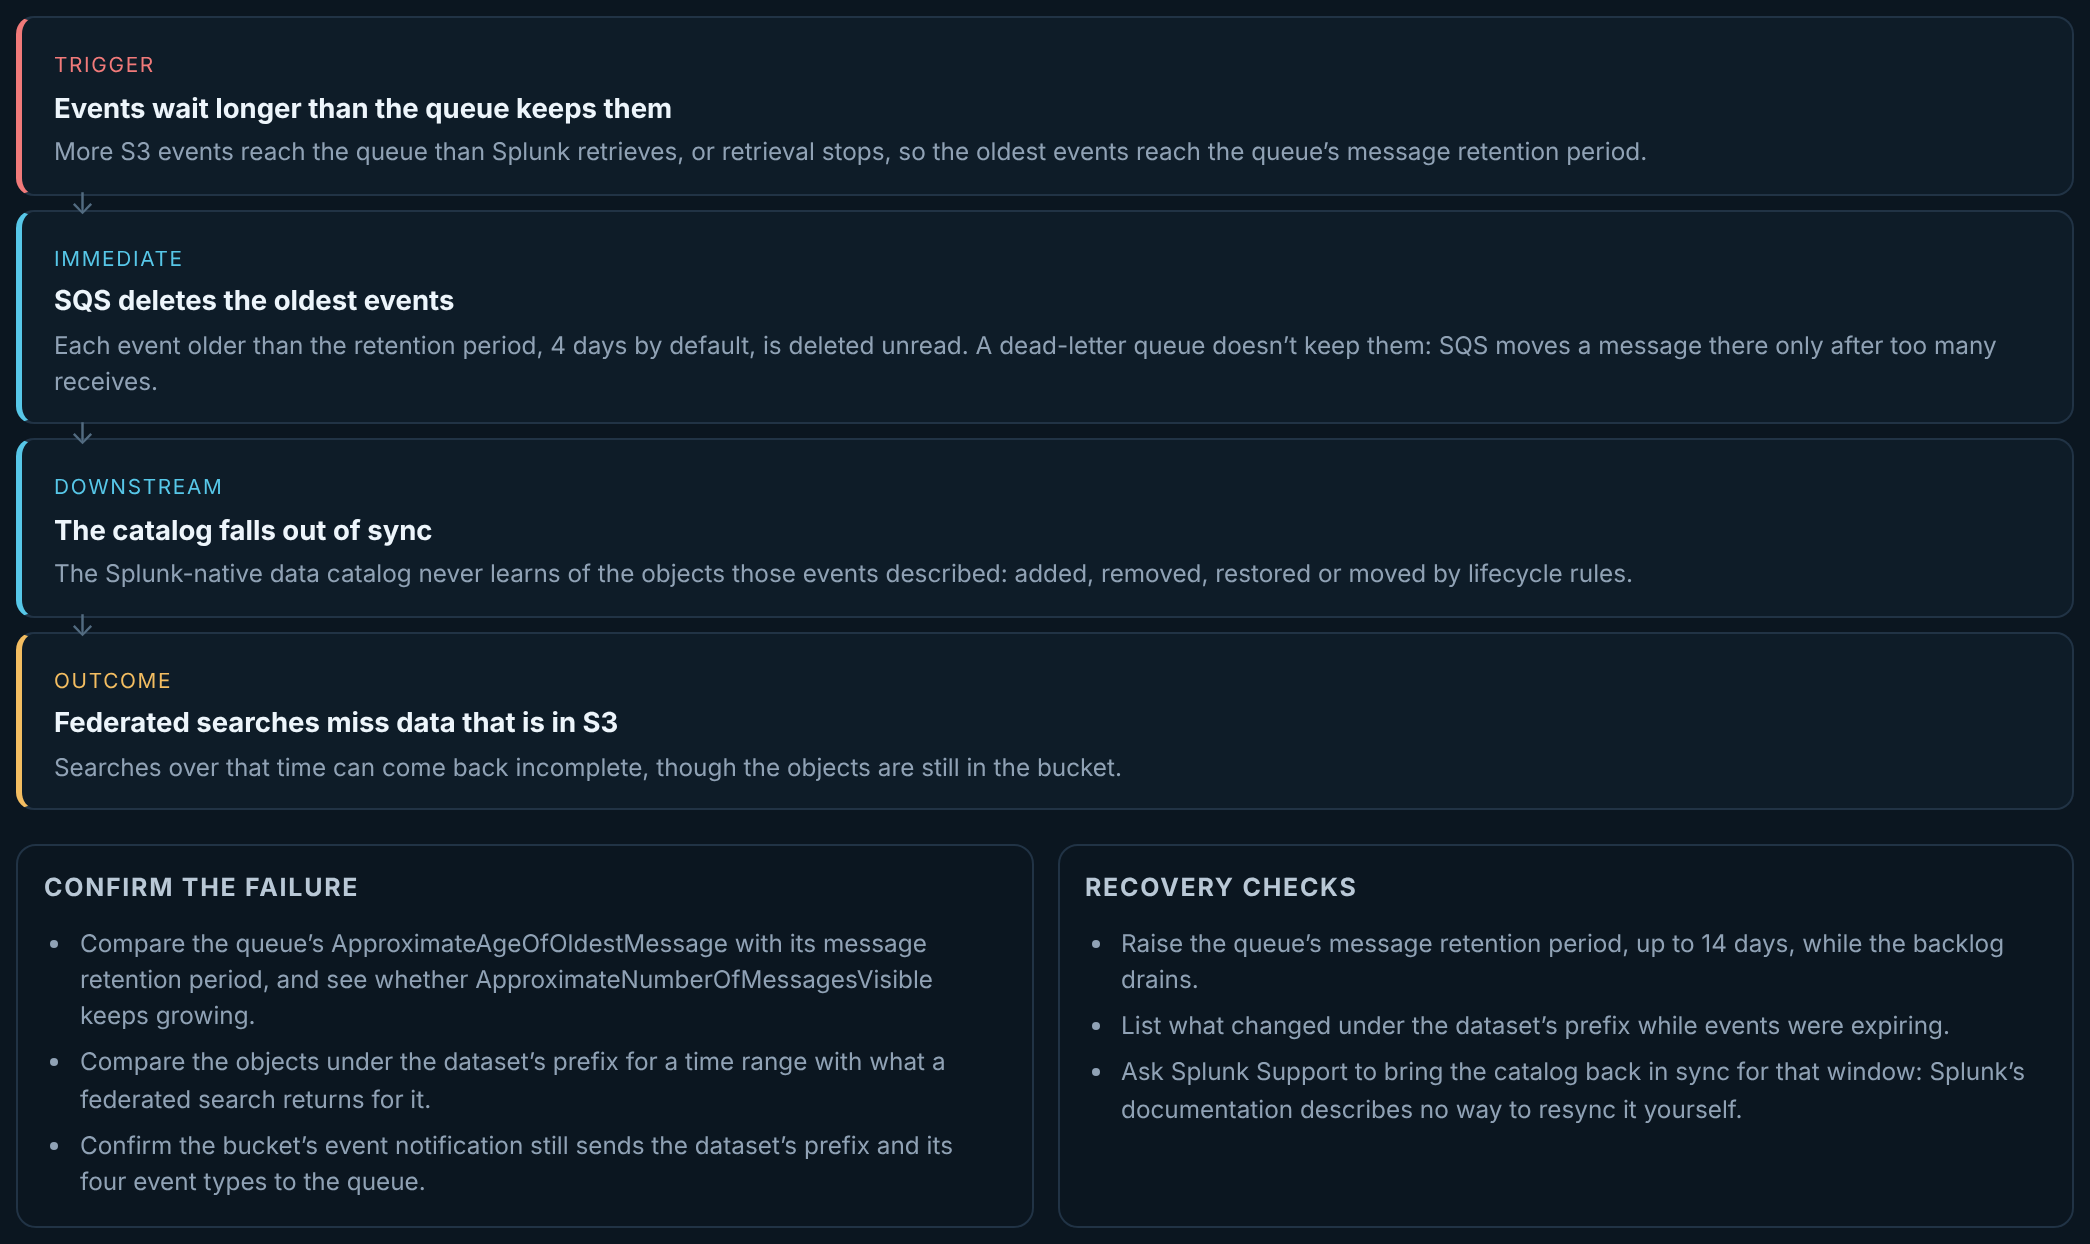 TRIGGER
Events wait longer than the queue keeps them
More S3 events reach the queue than Splunk retrieves, or retrieval stops, so the oldest events reach the queue’s message retention period.
IMMEDIATE
SQS deletes the oldest events
Each event older than the retention period, 4 days by default, is deleted unread. A dead-letter queue doesn’t keep them: SQS moves a message there only after too many
receives.
DOWNSTREAM
The catalog falls out of sync
The Splunk-native data catalog never learns of the objects those events described: added, removed, restored or moved by lifecycle rules.
OUTCOME
Federated searches miss data that is in S3
Searches over that time can come back incomplete, though the objects are still in the bucket.
CONFIRM THE FAILURE
• Compare the queue’s ApproximateAgeOfOldestMessage with its message
retention period, and see whether ApproximateNumberOfMessagesVisible
keeps growing.
• Compare the objects under the dataset’s prefix for a time range with what a
federated search returns for it.
• Confirm the bucket’s event notification still sends the dataset’s prefix and its
four event types to the queue.
RECOVERY CHECKS
• Raise the queue’s message retention period, up to 14 days, while the backlog
drains.
• List what changed under the dataset’s prefix while events were expiring.
• Ask Splunk Support to bring the catalog back in sync for that window: Splunk’s
documentation describes no way to resync it yourself.